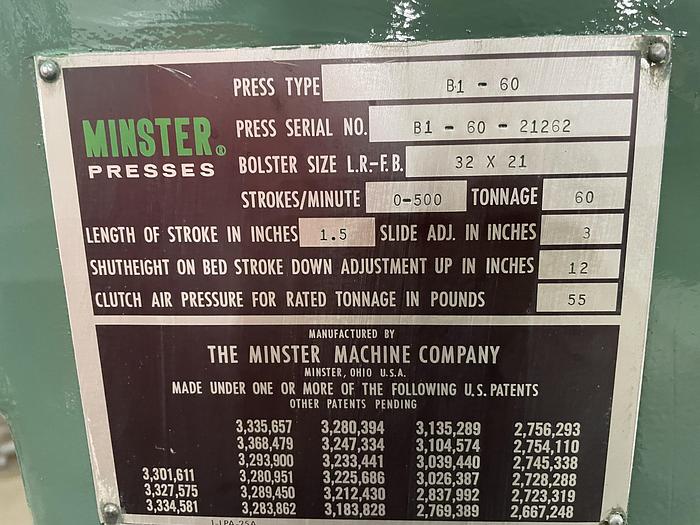 PRESS TYPE B1 - 60
MINSTER®
PRESSES
PRESS SERIAL NO. B1 - 60 - 21262
BOLSTER SIZE L.R.-F.B. 32 X 21
STROKES/MINUTE 0-500 TONNAGE 60
LENGTH OF STROKE IN INCHES 1.5 SLIDE ADJ. IN INCHES 3
SHUTHEIGHT ON BED STROKE DOWN ADJUSTMENT UP IN INCHES 12
CLUTCH AIR PRESSURE FOR RATED TONNAGE IN POUNDS 55
MANUFACTURED BY
THE MINSTER MACHINE COMPANY
MINSTER, OHIO U.S.A.
MADE UNDER ONE OR MORE OF THE FOLLOWING U.S. PATENTS
OTHER PATENTS PENDING
3,335,657 3,280,394 3,135,289 2,756,293
3,368,479 3,247,334 3,104,574 2,754,110
3,293,900 3,233,441 3,039,440 2,745,338
3,301,611 3,280,951 3,225,686 3,026,387 2,728,288
3,327,575 3,289,450 3,212,430 2,837,992 2,723,319
3,334,581 3,283,862 3,183,828 2,769,389 2,667,248